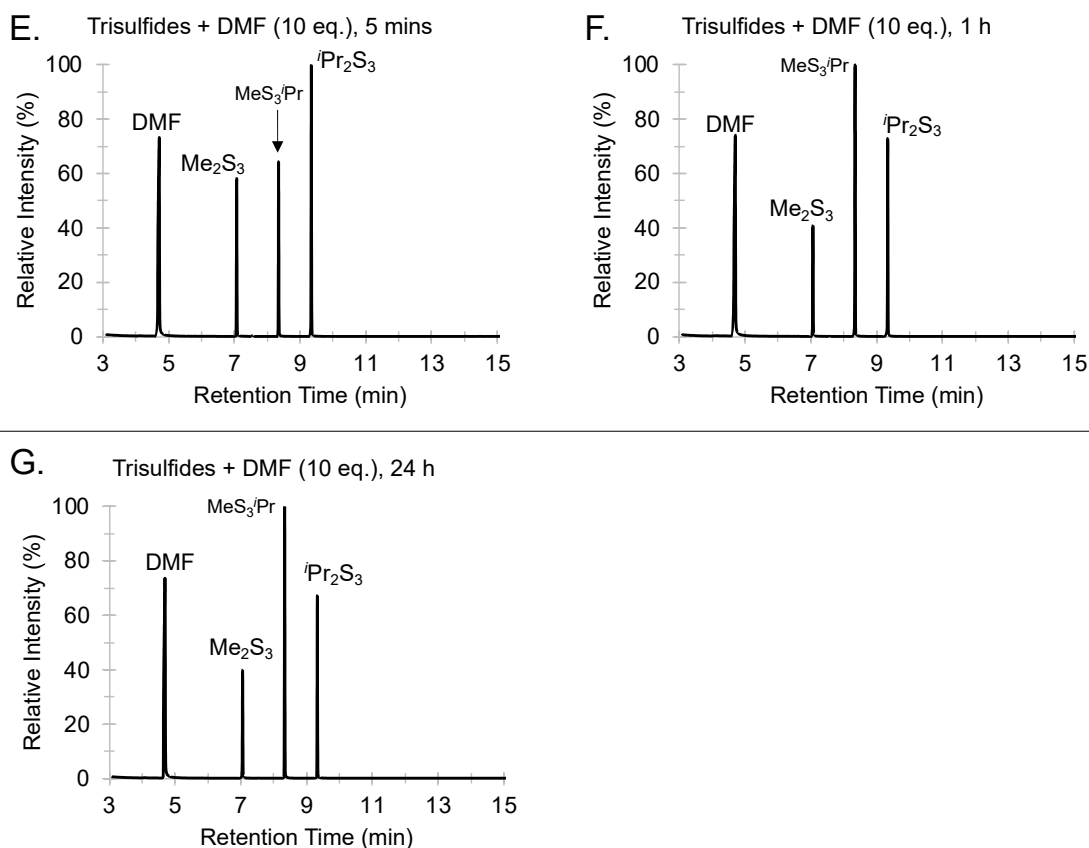 E. Trisulfides + DMF (10 eq.), 5 mins
Relative Intensity (%)
100
80
60
40
20
0
DMF
Me₂S₃
MeS₃ⁱPr
ⁱPr₂S₃
3 5 7 9 11 13 15
Retention Time (min)
F. Trisulfides + DMF (10 eq.), 1 h
Relative Intensity (%)
100
80
60
40
20
0
DMF
Me₂S₃
MeS₃ⁱPr
ⁱPr₂S₃
3 5 7 9 11 13 15
Retention Time (min)
G. Trisulfides + DMF (10 eq.), 24 h
Relative Intensity (%)
100
80
60
40
20
0
DMF
Me₂S₃
MeS₃ⁱPr
ⁱPr₂S₃
3 5 7 9 11 13 15
Retention Time (min)